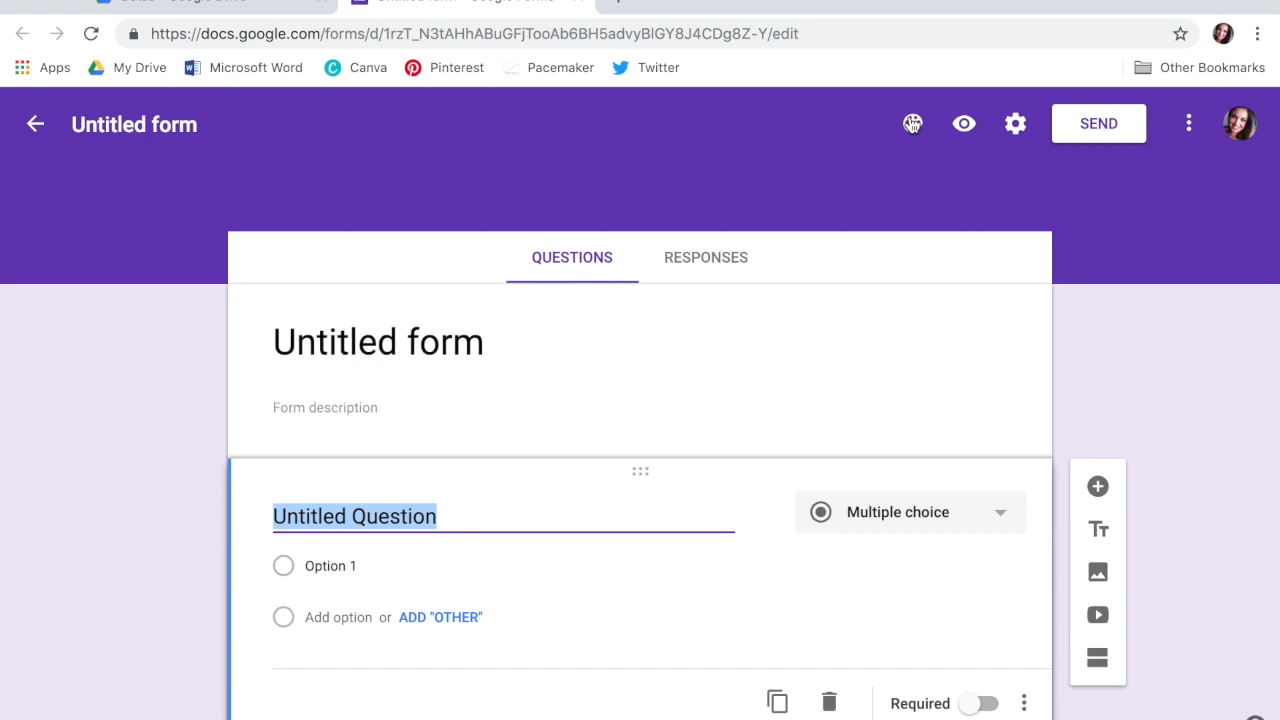 https://docs.google.com/forms/d/1rzT_N3tAHhABuGFjTooAb6BH5advyBlGY8J4CDg8Z-Y/edit
Apps My Drive Microsoft Word Canva Pinterest Pacemaker Twitter Other Bookmarks
Untitled form SEND
QUESTIONS RESPONSES
Untitled form
Form description
Untitled Question Multiple choice
Option 1
Add option or ADD "OTHER"
Required